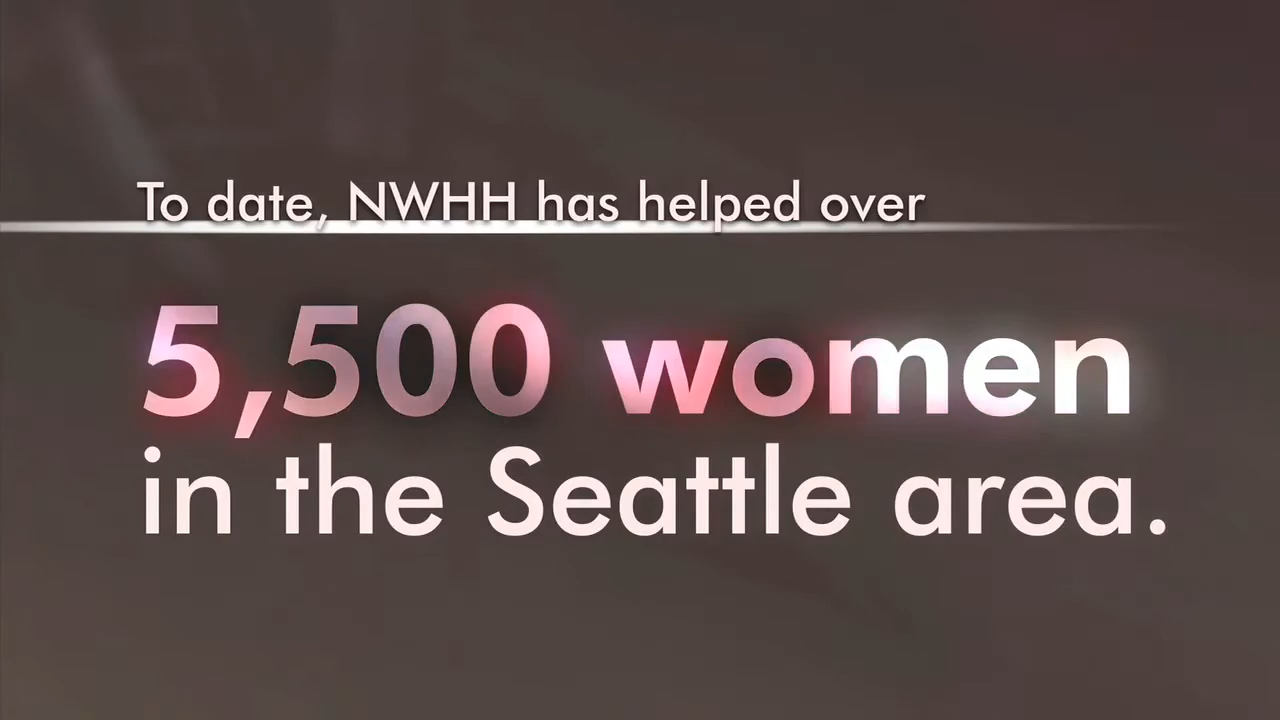 To date, NWHH has helped over
5,500 women
in the Seattle area.